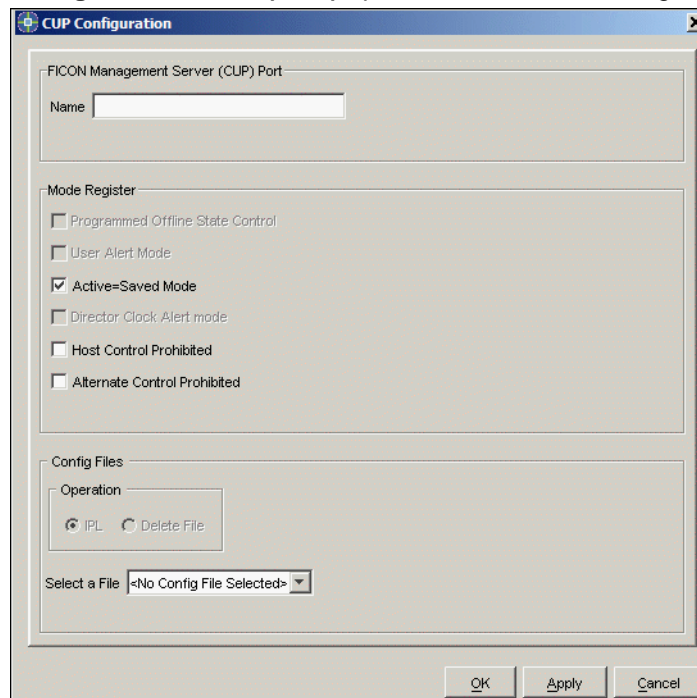 CUP Configuration
FICON Management Server (CUP) Port
Name
Mode Register
Programmed Offline State Control
User Alert Mode
Active=Saved Mode
Director Clock Alert mode
Host Control Prohibited
Alternate Control Prohibited
Config Files
Operation
IPL Delete File
Select a File <No Config File Selected>
OK Apply Cancel